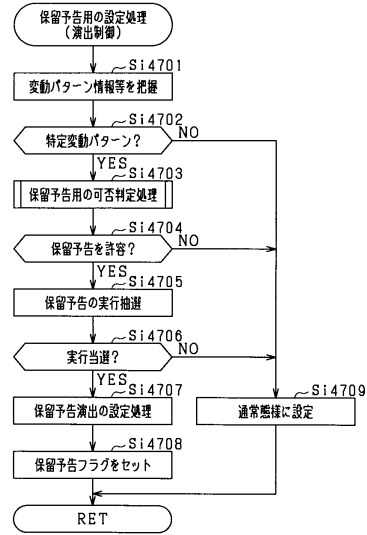 保留予告用の設定処理
(演出制御)
Si4701
変動パターン情報等を把握
Si4702
特定変動パターン?
NO
YES
Si4703
保留予告用の可否判定処理
Si4704
保留予告を許容?
NO
YES
Si4705
保留予告の実行抽選
Si4706
実行当選?
NO
YES
Si4707
保留予告演出の設定処理
Si4709
通常態様に設定
Si4708
保留予告フラグをセット
RET